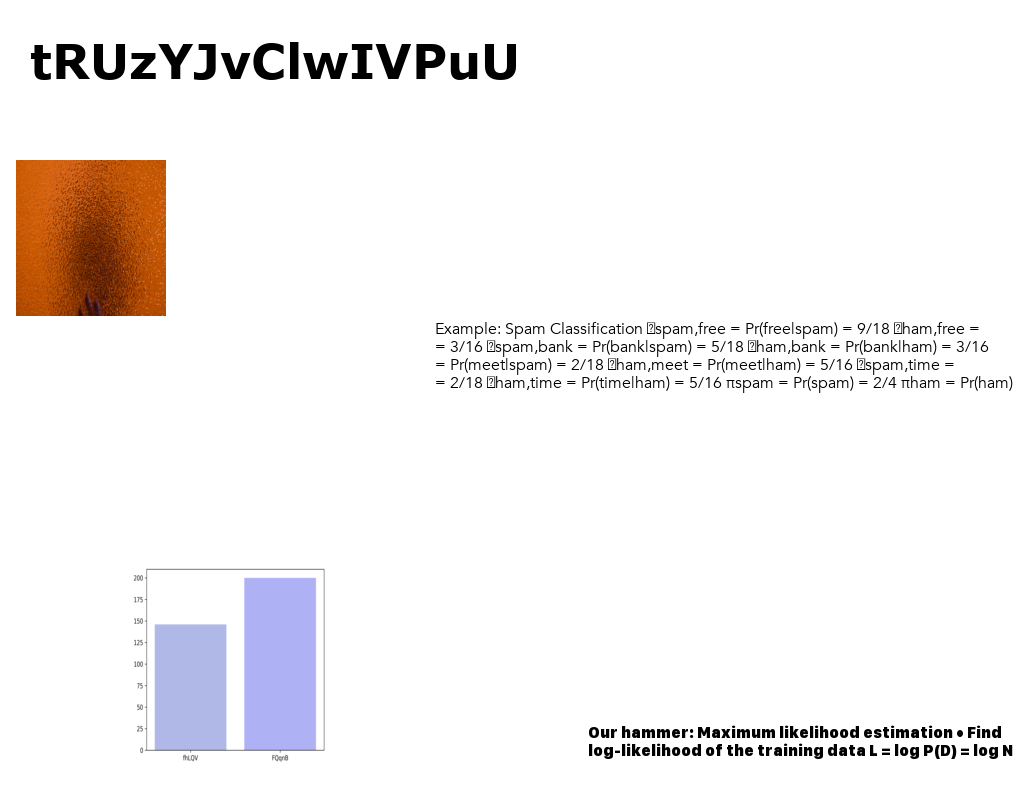 tRUzYJvClwIVPuU
Example: Spam Classification �spam,free = Pr(free|spam) = 9/18 �ham,free =
= 3/16 �spam,bank = Pr(bank|spam) = 5/18 �ham,bank = Pr(bank|ham) = 3/16
= Pr(meet|spam) = 2/18 �ham,meet = Pr(meet|ham) = 5/16 �spam,time =
= 2/18 �ham,time = Pr(time|ham) = 5/16 πspam = Pr(spam) = 2/4 πham = Pr(ham)
200
175
150
125
100
75
50
25
0
fhLQV FQqnB
Our hammer: Maximum likelihood estimation • Find
log-likelihood of the training data L = log P(D) = log N